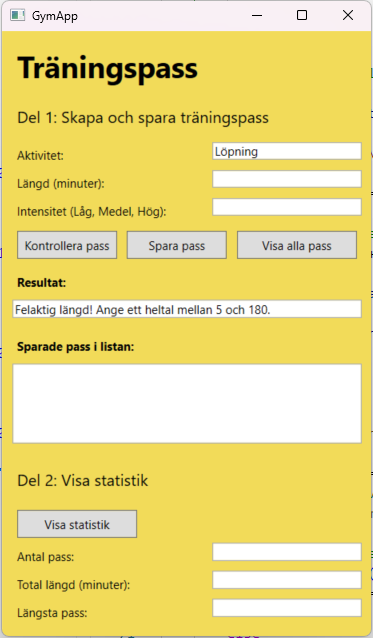 GymApp
Träningspass
Del 1: Skapa och spara träningspass
Aktivitet: Löpning
Längd (minuter):
Intensitet (Låg, Medel, Hög):
Kontrollera pass Spara pass Visa alla pass
Resultat:
Felaktig längd! Ange ett heltal mellan 5 och 180.
Sparade pass i listan:
Del 2: Visa statistik
Visa statistik
Antal pass:
Total längd (minuter):
Längsta pass: